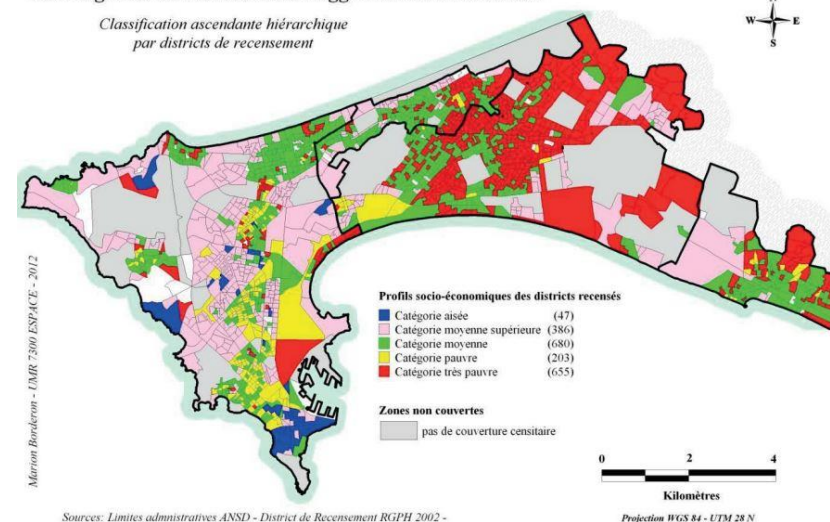 Classification ascendante hiérarchique
par districts de recensement
N
W E
S
Marion Borderon - UMR 7300 ESPACE - 2012
Profils socio-économiques des districts recensés
Catégorie aisée (47)
Catégorie moyenne supérieure (386)
Catégorie moyenne (680)
Catégorie pauvre (203)
Catégorie très pauvre (655)
Zones non couvertes
pas de couverture censitaire
0 2 4
Kilomètres
Sources: Limites admnistratives ANSD - District de Recensement RGPH 2002 -
Projection WGS 84 - UTM 28 N